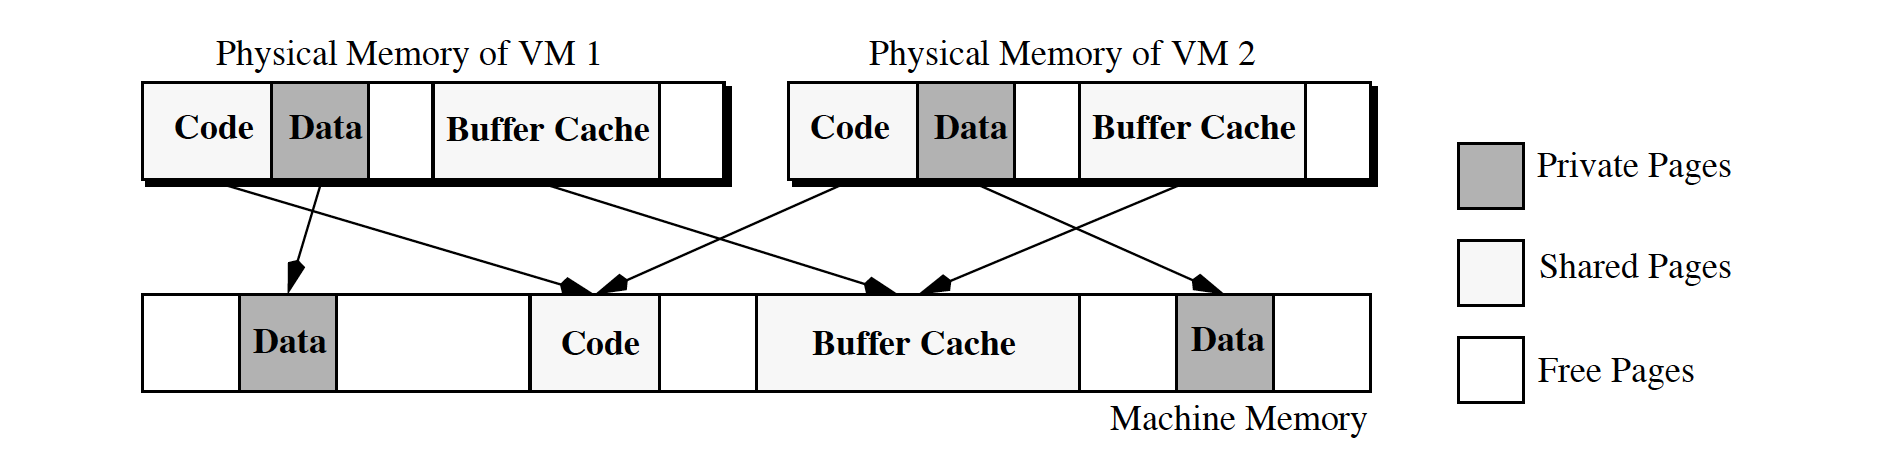 Physical Memory of VM 1
Physical Memory of VM 2
Code Data Buffer Cache
Code Data Buffer Cache
Private Pages
Shared Pages
Free Pages
Data Code Buffer Cache Data
Machine Memory